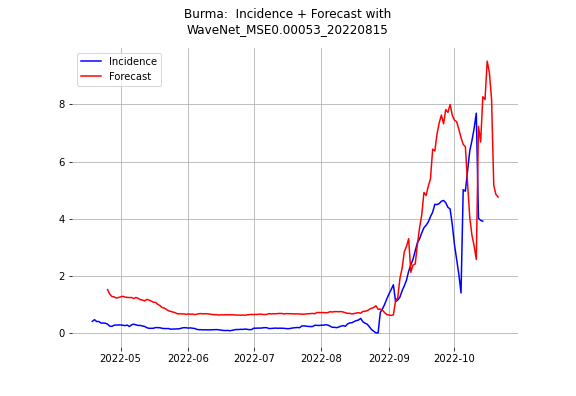 Burma:  Incidence + Forecast with
WaveNet_MSE0.00053_20220815
Incidence
Forecast
8
6
4
2
0
2022-05
2022-06
2022-07
2022-08
2022-09
2022-10